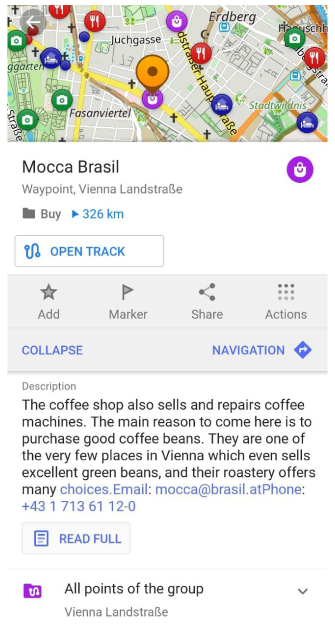 Erdberg
Juchgasse
Fasanviertel
Stadtwildnis
Mocca Brasil
Waypoint, Vienna Landstraße
Buy 326 km
OPEN TRACK
Add Marker Share Actions
COLLAPSE NAVIGATION
Description
The coffee shop also sells and repairs coffee
machines. The main reason to come here is to
purchase good coffee beans. They are one of
the very few places in Vienna which even sells
excellent green beans, and their roastery offers
many choices.Email: mocca@brasil.atPhone:
+43 1 713 61 12-0
READ FULL
All points of the group
Vienna Landstraße